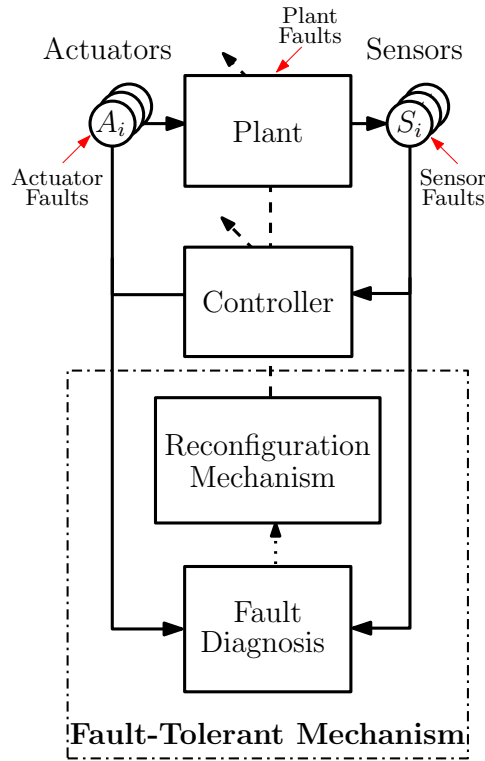 Plant
Faults
Actuators
Sensors
A_i
Plant
S_i
Actuator
Faults
Sensor
Faults
Controller
Reconfiguration
Mechanism
Fault
Diagnosis
Fault-Tolerant Mechanism